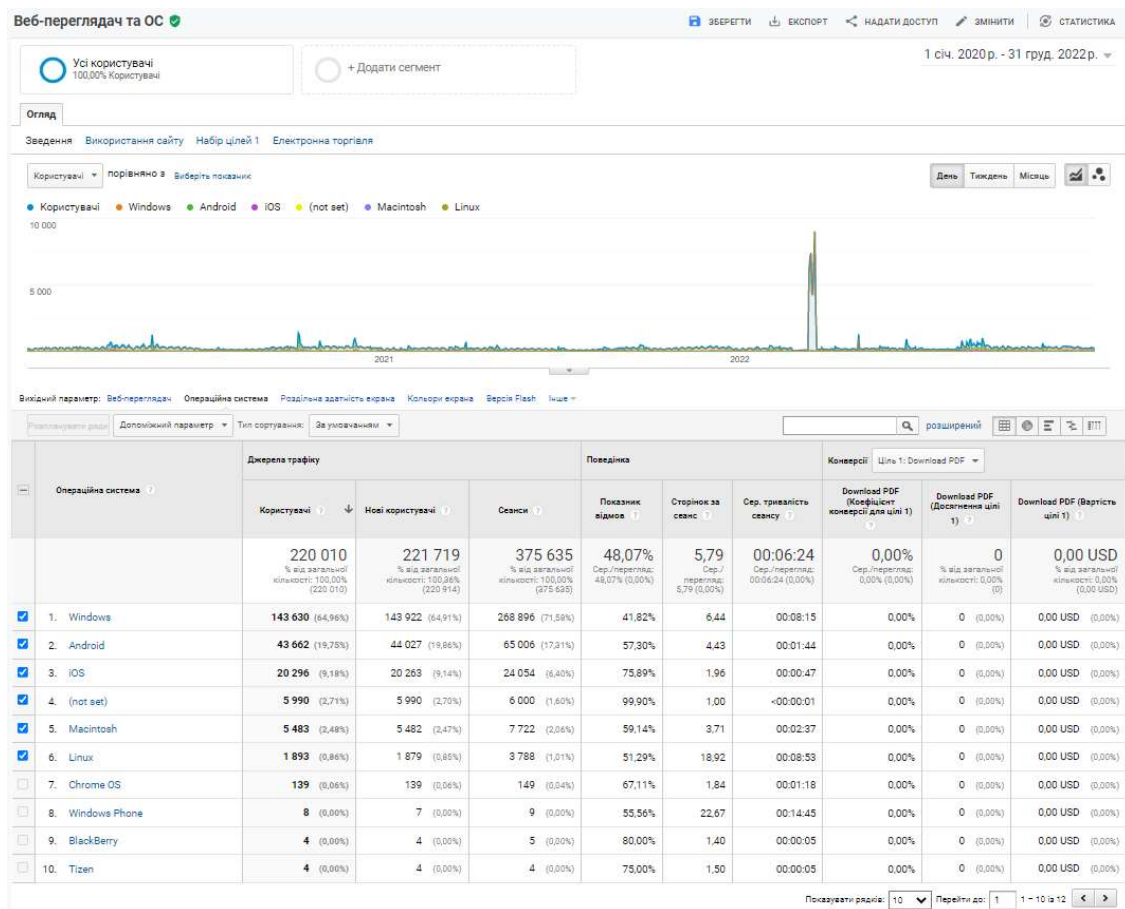 Веб-переглядач та ОС
ЗБЕРЕГТИ ЕКСПОРТ НАДАТИ ДОСТУП ЗМІНИТИ СТАТИСТИКА
Усі користувачі
100,00% Користувачі
+ Додати сегмент
1 січ. 2020 р. - 31 груд. 2022 р.
Огляд
Зведення Використання сайту Набір цілей 1 Електронна торгівля
Користувачі порівняно з Виберіть показник
День Тиждень Місяць
Користувачі Windows Android iOS (not set) Macintosh Linux
10 000
5 000
2021 2022
Вихідний параметр: Веб-переглядач Операційна система Роздільна здатність екрана Кольори екрана Версія Flash Інше
Розпланувати ряди Допоміжний параметр Тип сортування: За умовчанням розширений
Джерела трафіку Поведінка Конверсії Ціль 1: Download PDF
Операційна система
Користувачі Нові користувачі Сеанси Показник відмов Сторінок за сеанс Сер. тривалість сеансу Download PDF (Коефіцієнт конверсії для цілі 1) Download PDF (Досягнення цілі 1) Download PDF (Вартість цілі 1)
220 010 221 719 375 635 48,07% 5,79 00:06:24 0,00% 0 0,00 USD
% від загальної кількості: 100,00% (220 010) % від загальної кількості: 100,36% (220 914) % від загальної кількості: 100,00% (375 635) Сер./перегляд: 48,07% (0,00%) Сер./перегляд: 5,79 (0,00%) Сер./перегляд: 00:06:24 (0,00%) Сер./перегляд: 0,00% (0,00%) % від загальної кількості: 0,00% (0) % від загальної кількості: 0,00% (0,00 USD)
1. Windows 143 630 (64,96%) 143 922 (64,91%) 268 896 (71,58%) 41,82% 6,44 00:08:15 0,00% 0 (0,00%) 0,00 USD (0,00%)
2. Android 43 662 (19,75%) 44 027 (19,86%) 65 006 (17,31%) 57,30% 4,43 00:01:44 0,00% 0 (0,00%) 0,00 USD (0,00%)
3. iOS 20 296 (9,18%) 20 263 (9,14%) 24 054 (6,40%) 75,89% 1,96 00:00:47 0,00% 0 (0,00%) 0,00 USD (0,00%)
4. (not set) 5 990 (2,71%) 5 990 (2,70%) 6 000 (1,60%) 99,90% 1,00 <00:00:01 0,00% 0 (0,00%) 0,00 USD (0,00%)
5. Macintosh 5 483 (2,48%) 5 482 (2,47%) 7 722 (2,06%) 59,14% 3,71 00:02:37 0,00% 0 (0,00%) 0,00 USD (0,00%)
6. Linux 1 893 (0,86%) 1 879 (0,85%) 3 788 (1,01%) 51,29% 18,92 00:08:53 0,00% 0 (0,00%) 0,00 USD (0,00%)
7. Chrome OS 139 (0,06%) 139 (0,06%) 149 (0,04%) 67,11% 1,84 00:01:18 0,00% 0 (0,00%) 0,00 USD (0,00%)
8. Windows Phone 8 (0,00%) 7 (0,00%) 9 (0,00%) 55,56% 22,67 00:14:45 0,00% 0 (0,00%) 0,00 USD (0,00%)
9. BlackBerry 4 (0,00%) 4 (0,00%) 5 (0,00%) 80,00% 1,40 00:00:05 0,00% 0 (0,00%) 0,00 USD (0,00%)
10. Tizen 4 (0,00%) 4 (0,00%) 4 (0,00%) 75,00% 1,50 00:00:05 0,00% 0 (0,00%) 0,00 USD (0,00%)
Показувати рядків: 10 Перейти до: 1 1 – 10 із 12